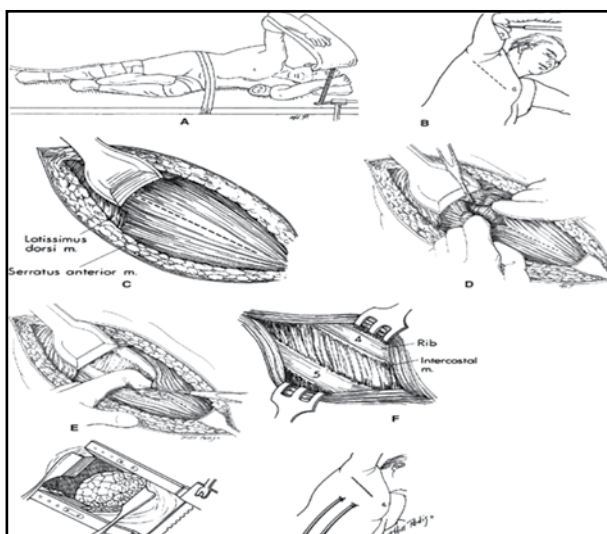 A
B
Latissimus
dorsi m.
Serratus anterior m.
C
D
E
4
5
Rib
Intercostal
m.
F